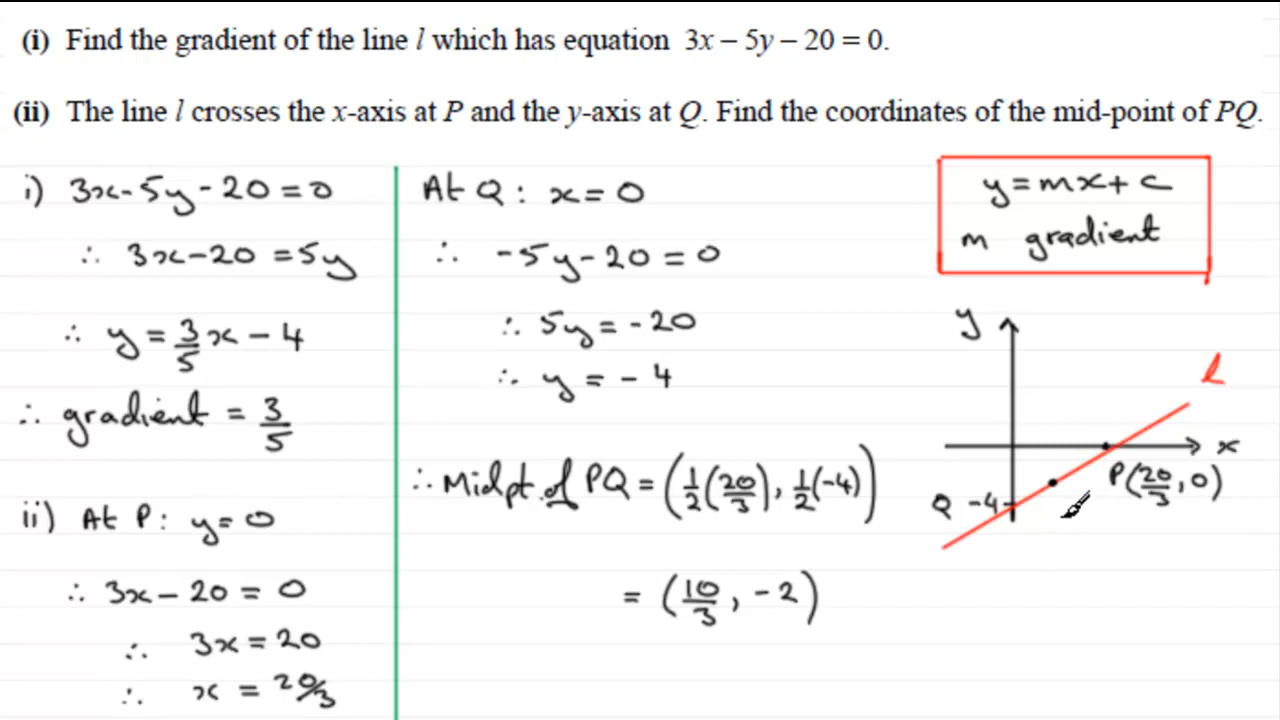 (i) Find the gradient of the line l which has equation 3x – 5y – 20 = 0.
(ii) The line l crosses the x-axis at P and the y-axis at Q. Find the coordinates of the mid-point of PQ.
i) 3x - 5y - 20 = 0
∴ 3x - 20 = 5y
∴ y = 3/5 x - 4
∴ gradient = 3/5
ii) At P: y = 0
∴ 3x - 20 = 0
∴ 3x = 20
∴ x = 20/3
At Q: x = 0
∴ -5y - 20 = 0
∴ 5y = -20
∴ y = -4
∴ Midpt. of PQ = (1/2(20/3), 1/2(-4))
= (10/3, -2)
y = mx + c
m gradient
y
l
x
P(20/3, 0)
Q -4